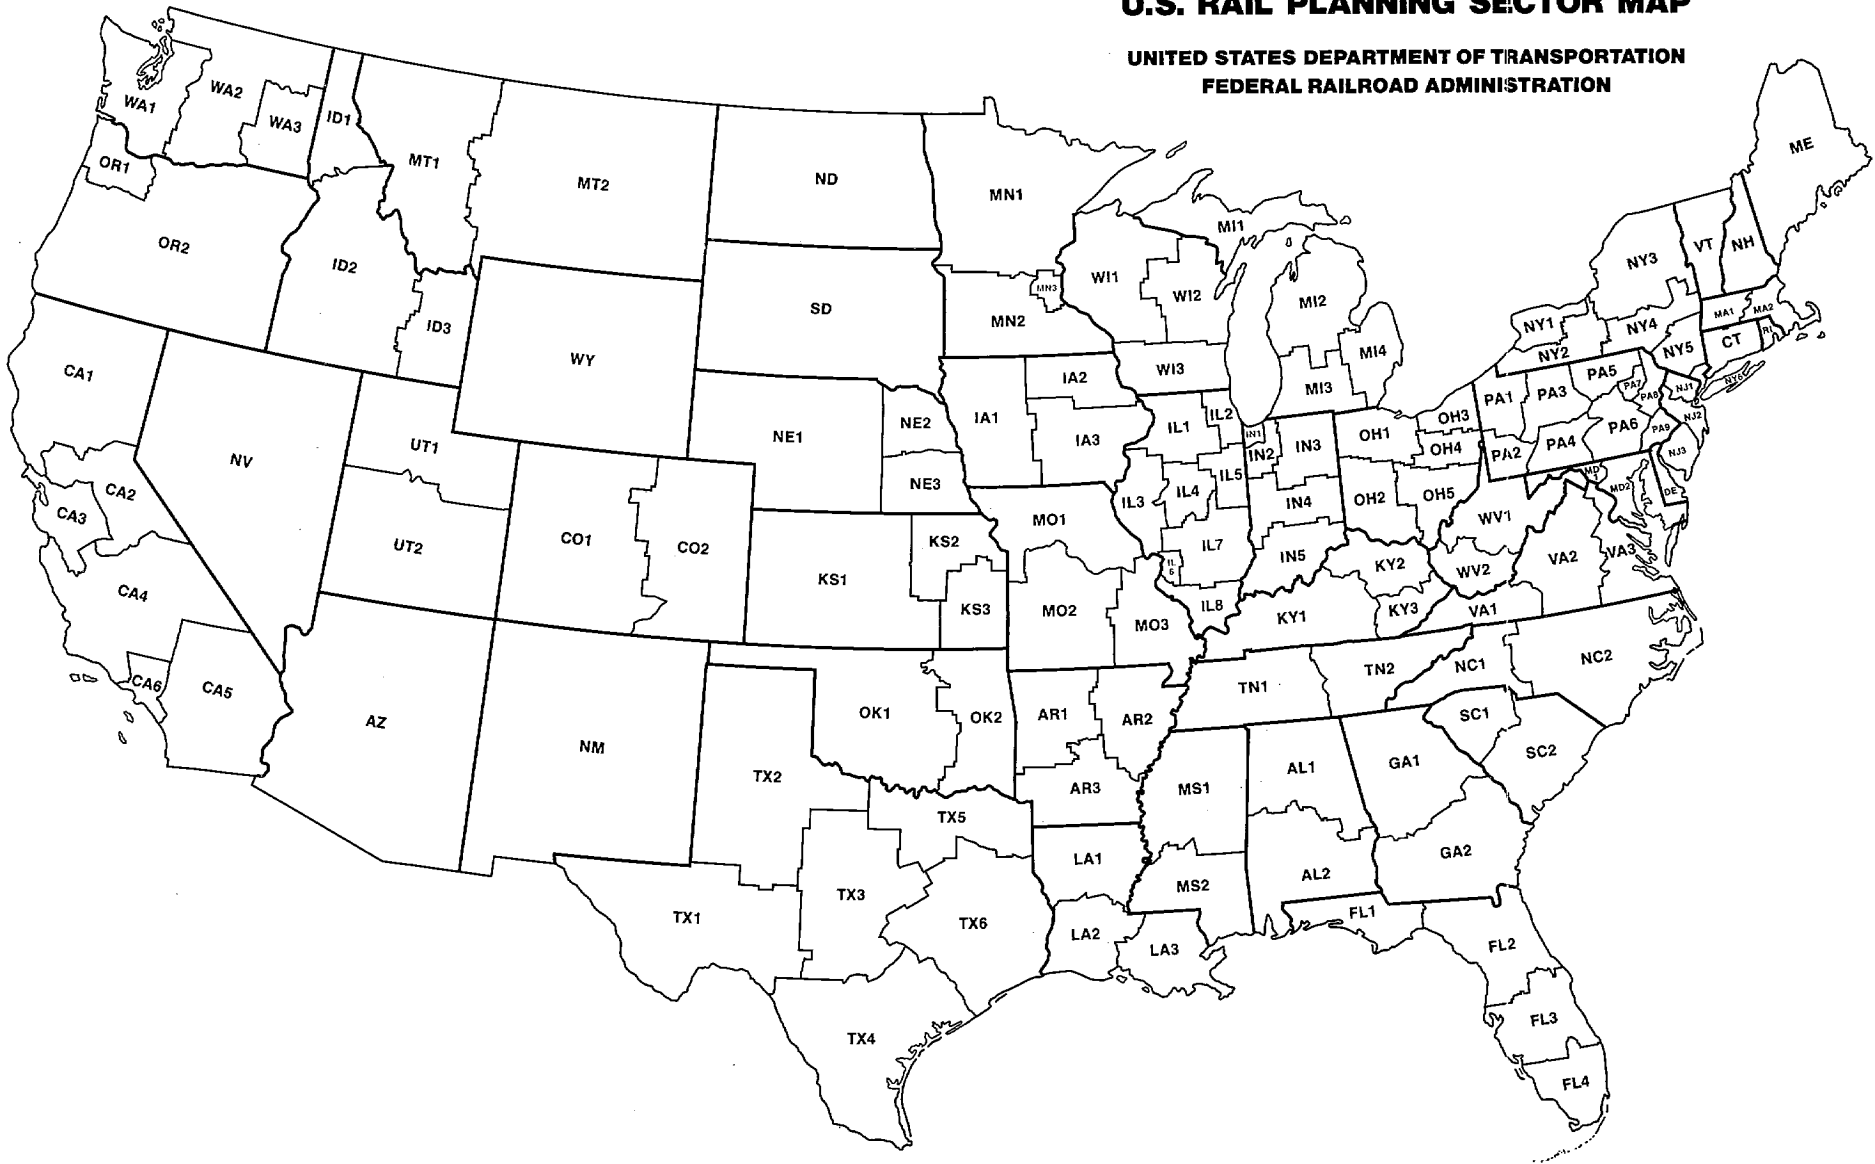 U.S. RAIL PLANNING SECTOR MAP
UNITED STATES DEPARTMENT OF TRANSPORTATION
FEDERAL RAILROAD ADMINISTRATION
WA1
WA2
WA3
ID1
MT1
MT2
ND
MN1
ME
OR1
OR2
ID2
ID3
WY
SD
MN2
MN3
WI1
WI2
WI3
MI1
MI2
MI3
MI4
NY1
NY2
NY3
NY4
NY5
NY6
VT
NH
MA1
MA2
CT
RI
CA1
CA2
CA3
CA4
CA5
CA6
NV
UT1
UT2
CO1
CO2
NE1
NE2
NE3
IA1
IA2
IA3
IL1
IL2
IL3
IL4
IL5
IL
6
IL7
IL8
IN1
IN2
IN3
IN4
IN5
OH1
OH2
OH3
OH4
OH5
PA1
PA2
PA3
PA4
PA5
PA6
PA7
PA8
PA9
NJ1
NJ2
NJ3
DE
MD
MD2
WV1
WV2
VA1
VA2
VA3
KY1
KY2
KY3
KS1
KS2
KS3
MO1
MO2
MO3
AZ
NM
OK1
OK2
AR1
AR2
AR3
TN1
TN2
NC1
NC2
SC1
SC2
TX1
TX2
TX3
TX4
TX5
TX6
LA1
LA2
LA3
MS1
MS2
AL1
AL2
GA1
GA2
FL1
FL2
FL3
FL4